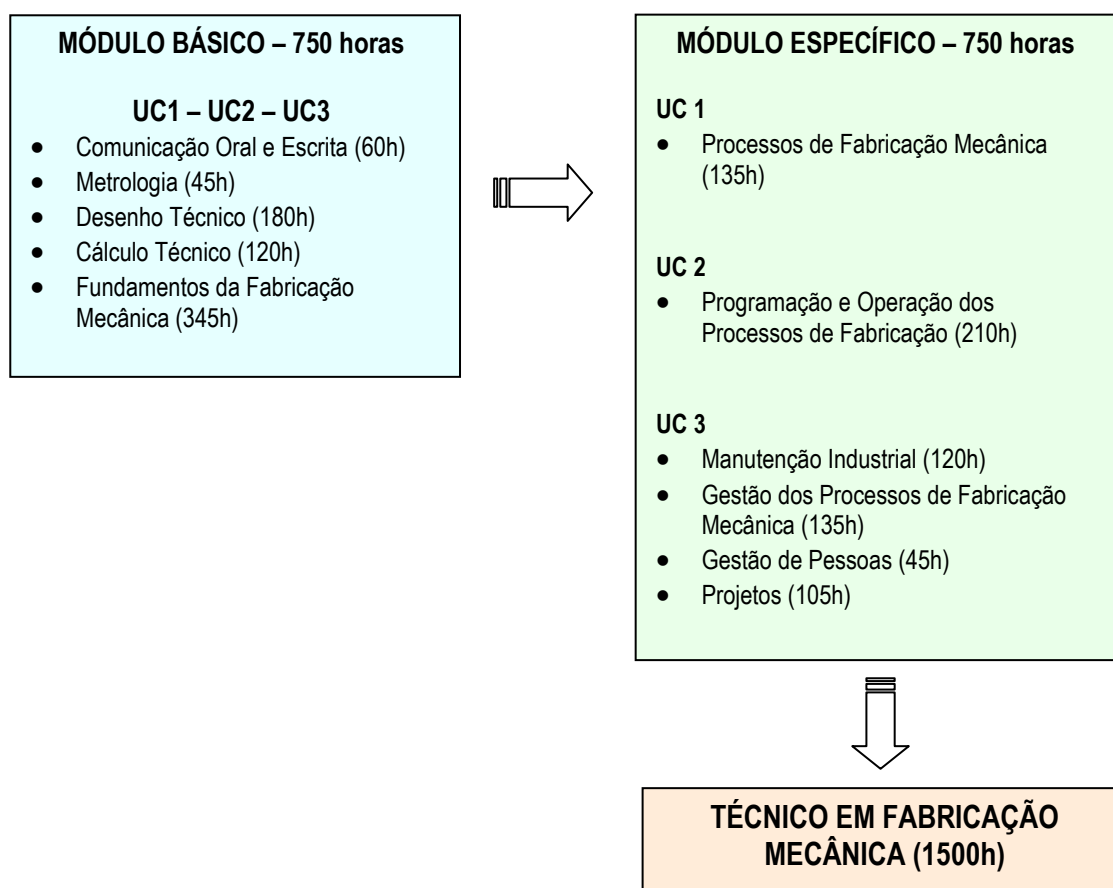 MÓDULO BÁSICO – 750 horas
UC1 – UC2 – UC3
• Comunicação Oral e Escrita (60h)
• Metrologia (45h)
• Desenho Técnico (180h)
• Cálculo Técnico (120h)
• Fundamentos da Fabricação
Mecânica (345h)
MÓDULO ESPECÍFICO – 750 horas
UC 1
• Processos de Fabricação Mecânica
(135h)
UC 2
• Programação e Operação dos
Processos de Fabricação (210h)
UC 3
• Manutenção Industrial (120h)
• Gestão dos Processos de Fabricação
Mecânica (135h)
• Gestão de Pessoas (45h)
• Projetos (105h)
TÉCNICO EM FABRICAÇÃO
MECÂNICA (1500h)